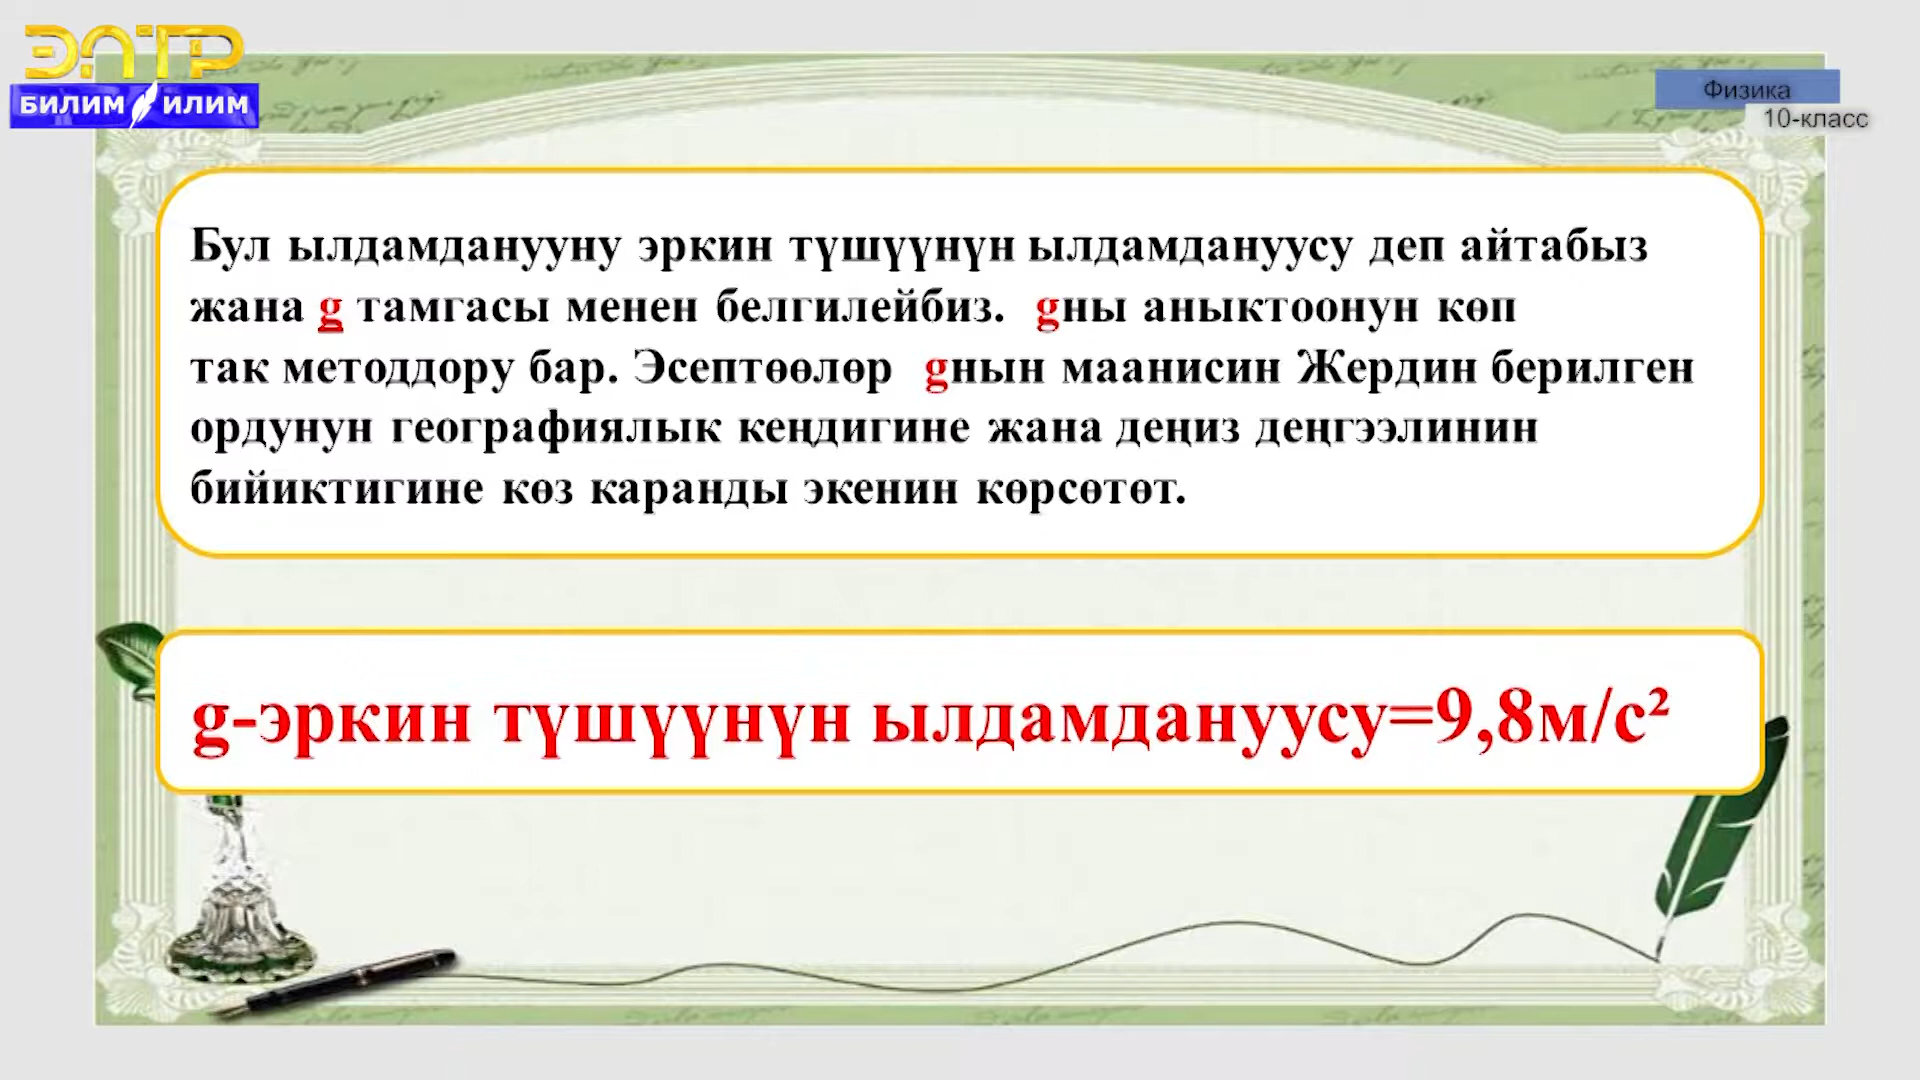 ЭЛТР
БИЛИМ ИЛИМ
Физика
10-класс
Бул ылдамданууну эркин түшүүнүн ылдамдануусу деп айтабыз
жана g тамгасы менен белгилейбиз. gны аныктоонун көп
так методдору бар. Эсептөөлөр gнын маанисин Жердин берилген
ордунун географиялык кеңдигине жана деңиз деңгээлинин
бийиктигине көз каранды экенин көрсөтөт.
g-эркин түшүүнүн ылдамдануусу=9,8м/с²